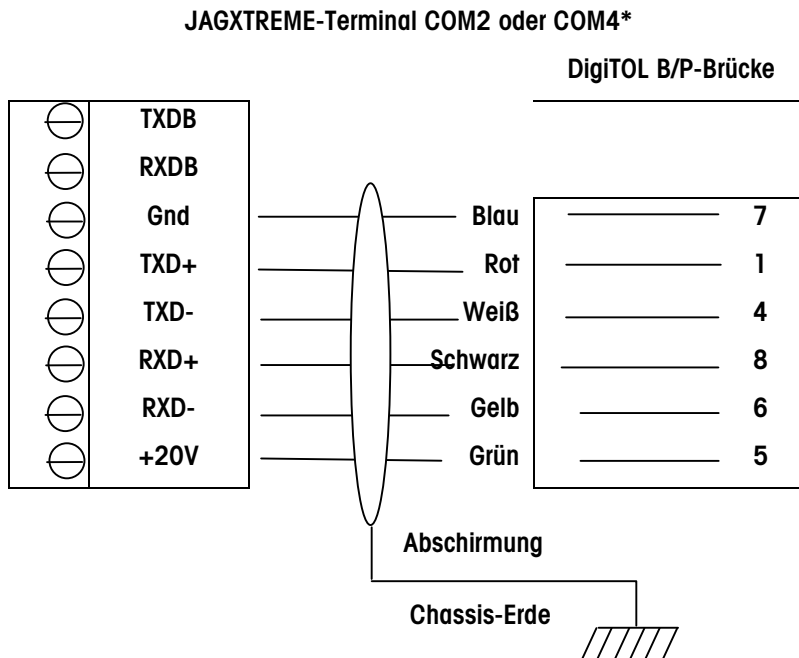 JAGXTREME-Terminal COM2 oder COM4*
DigiTOL B/P-Brücke
TXDB
RXDB
Gnd Blau 7
TXD+ Rot 1
TXD- Weiß 4
RXD+ Schwarz 8
RXD- Gelb 6
+20V Grün 5
Abschirmung
Chassis-Erde